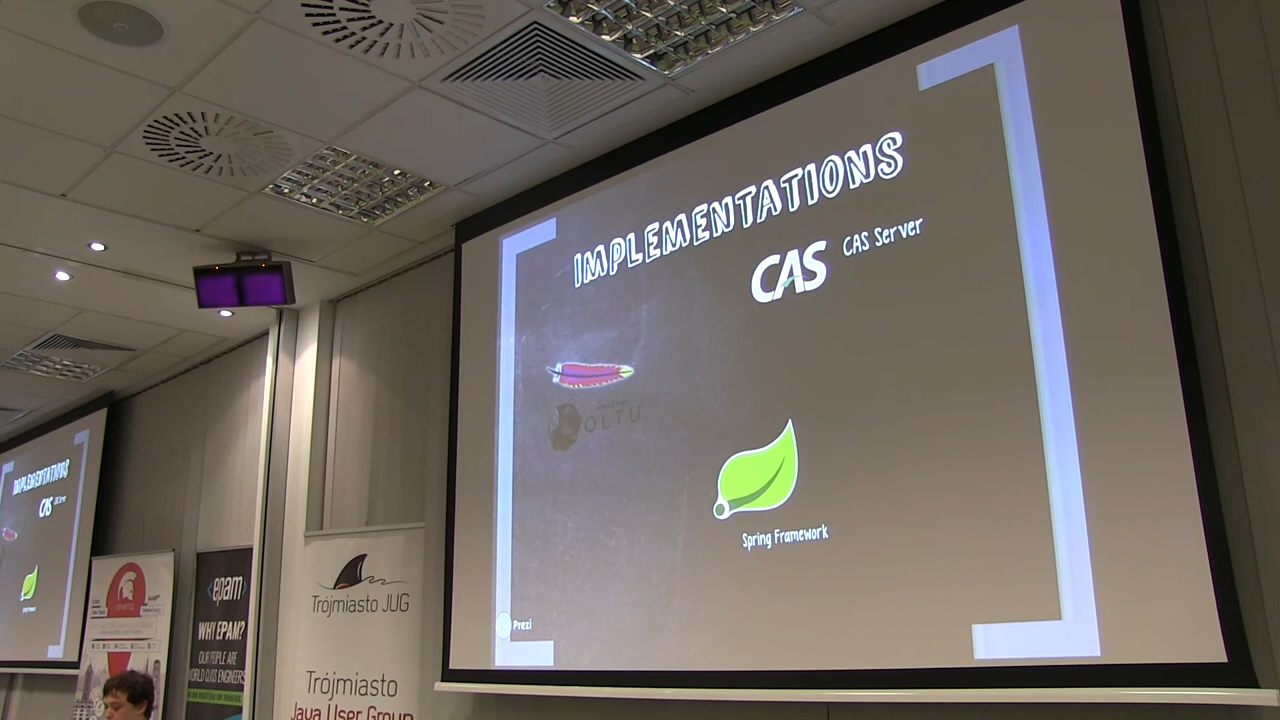 IMPLEMENTATIONS
CAS
CAS Server
OLTU
Spring Framework
Prezi
IMPLEMENTATIONS
CAS
epam
WHY EPAM?
OUR PEOPLE ARE
WORLD CLASS ENGINEERS
Trójmiasto JUG
Trójmiasto
Java User Group